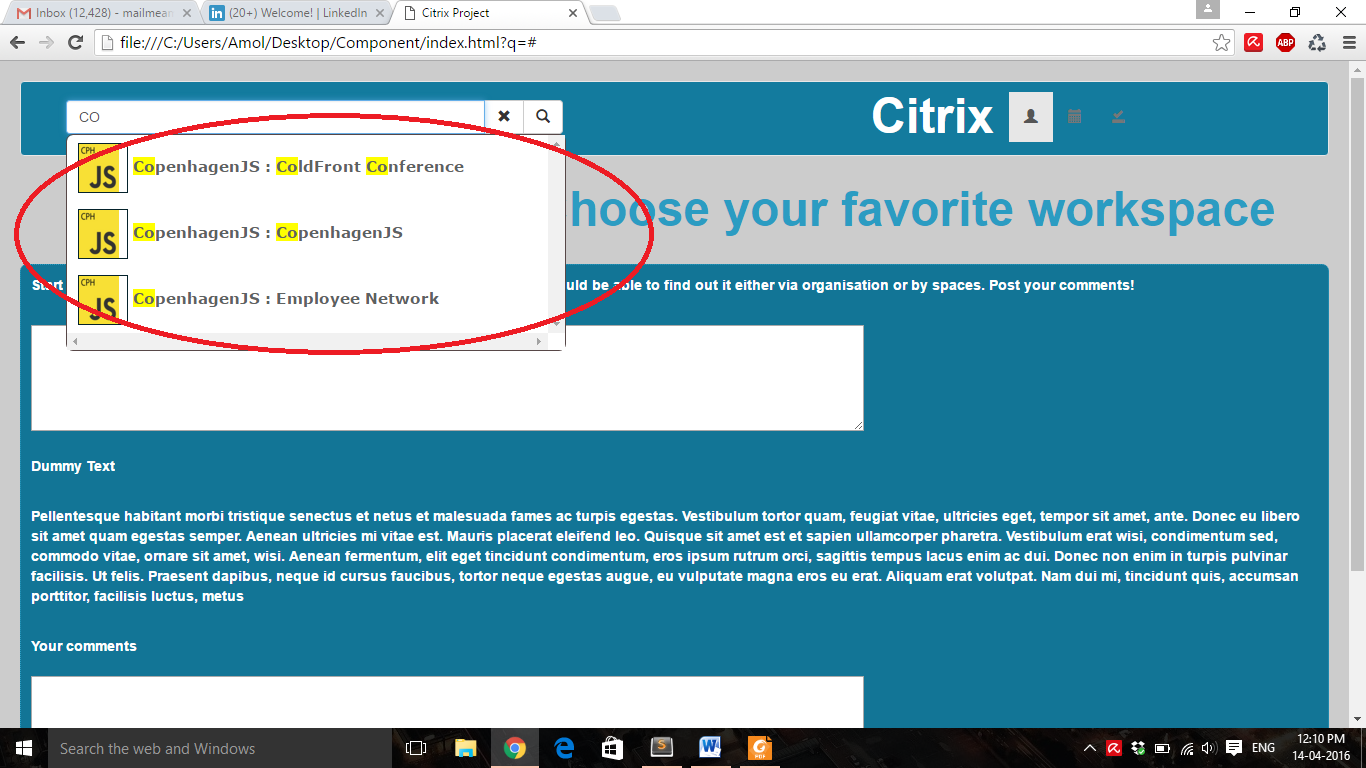 Inbox (12,428) - mailmean
(20+) Welcome! | LinkedIn
Citrix Project
file:///C:/Users/Amol/Desktop/Component/index.html?q=#
ABP
CO
Citrix
CPH
JS
CopenhagenJS : ColdFront Conference
hoose your favorite workspace
CPH
JS
CopenhagenJS : CopenhagenJS
Start
uld be able to find out it either via organisation or by spaces. Post your comments!
CPH
JS
CopenhagenJS : Employee Network
Dummy Text
Pellentesque habitant morbi tristique senectus et netus et malesuada fames ac turpis egestas. Vestibulum tortor quam, feugiat vitae, ultricies eget, tempor sit amet, ante. Donec eu libero
sit amet quam egestas semper. Aenean ultricies mi vitae est. Mauris placerat eleifend leo. Quisque sit amet est et sapien ullamcorper pharetra. Vestibulum erat wisi, condimentum sed,
commodo vitae, ornare sit amet, wisi. Aenean fermentum, elit eget tincidunt condimentum, eros ipsum rutrum orci, sagittis tempus lacus enim ac dui. Donec non enim in turpis pulvinar
facilisis. Ut felis. Praesent dapibus, neque id cursus faucibus, tortor neque egestas augue, eu vulputate magna eros eu erat. Aliquam erat volutpat. Nam dui mi, tincidunt quis, accumsan
porttitor, facilisis luctus, metus
Your comments
Search the web and Windows
PDF
ENG
12:10 PM
14-04-2016